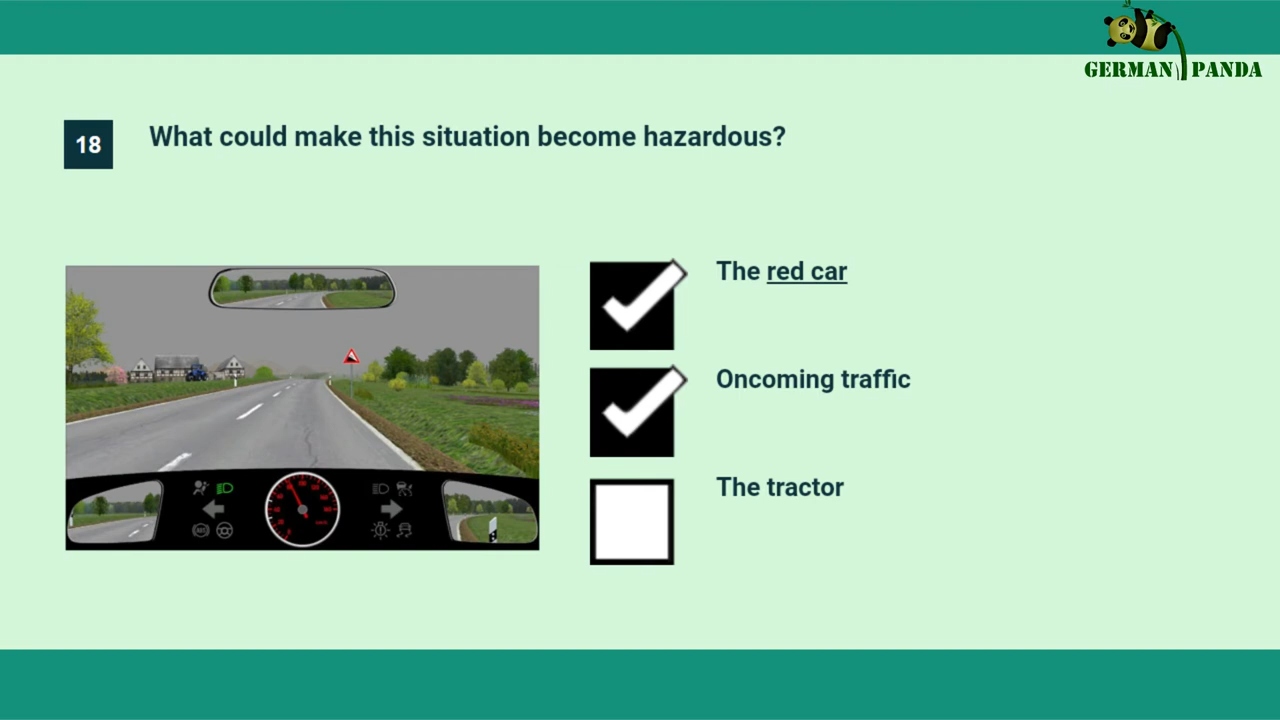 GERMAN PANDA
18 What could make this situation become hazardous?
The red car
Oncoming traffic
The tractor